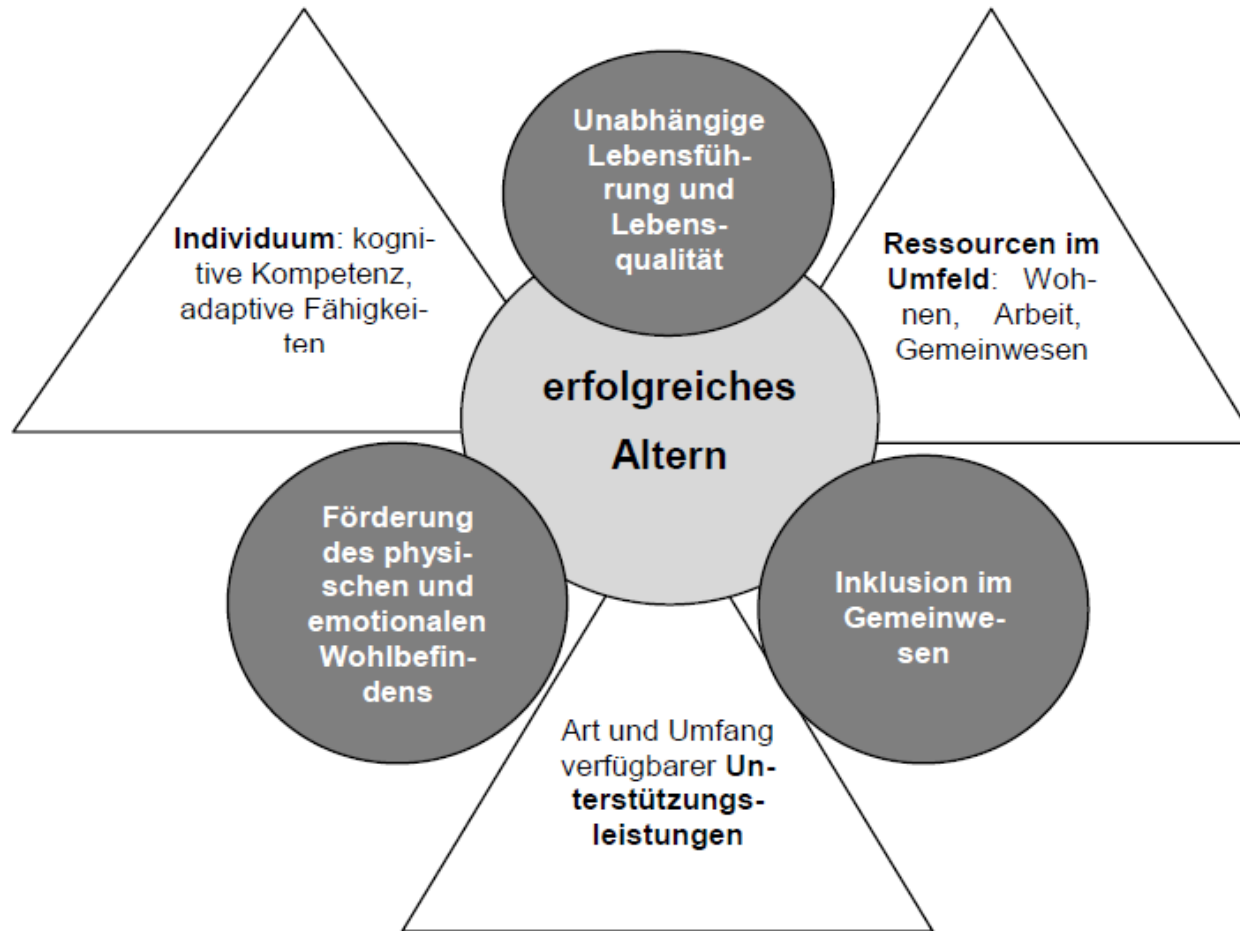 Unabhängige
Lebensfüh-
rung und
Lebens-
qualität
Individuum: kogni-
tive Kompetenz,
adaptive Fähigkei-
ten
Ressourcen im
Umfeld: Woh-
nen, Arbeit,
Gemeinwesen
erfolgreiches
Altern
Förderung
des physi-
schen und
emotionalen
Wohlbefin-
dens
Inklusion im
Gemeinwe-
sen
Art und Umfang
verfügbarer Un-
terstützungs-
leistungen